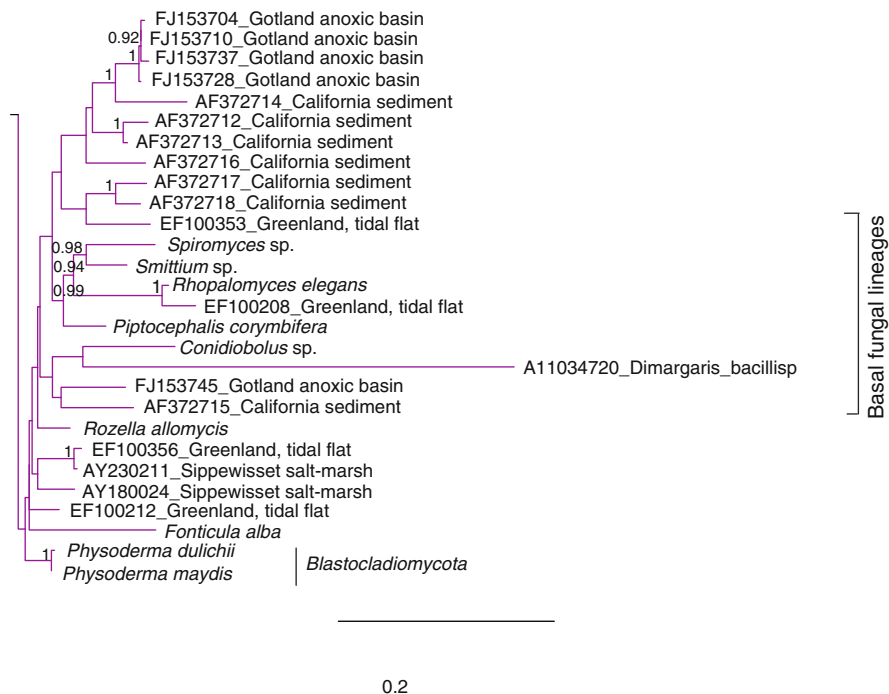 FJ153704_Gotland anoxic basin
0.92
FJ153710_Gotland anoxic basin
1
FJ153737_Gotland anoxic basin
1
FJ153728_Gotland anoxic basin
AF372714_California sediment
1
AF372712_California sediment
AF372713_California sediment
AF372716_California sediment
1
AF372717_California sediment
AF372718_California sediment
EF100353_Greenland, tidal flat
0.98
Spiromyces sp.
0.94
Smittium sp.
0.99
1
Rhopalomyces elegans
EF100208_Greenland, tidal flat
Piptocephalis corymbifera
Conidiobolus sp.
A11034720_Dimargaris_bacillisp
FJ153745_Gotland anoxic basin
AF372715_California sediment
Basal fungal lineages
Rozella allomycis
1
EF100356_Greenland, tidal flat
AY230211_Sippewisset salt-marsh
AY180024_Sippewisset salt-marsh
EF100212_Greenland, tidal flat
Fonticula alba
1
Physoderma dulichii
Physoderma maydis
Blastocladiomycota
0.2